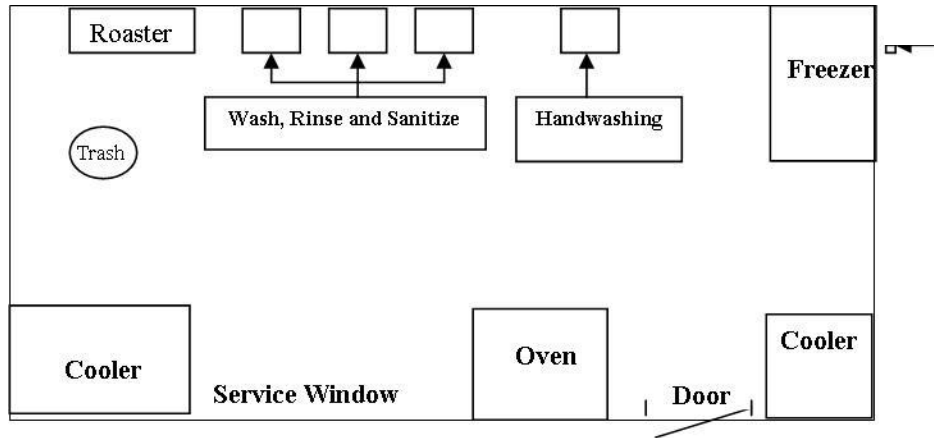 Roaster
Freezer
Wash, Rinse and Sanitize
Handwashing
Trash
Cooler
Service Window
Oven
Door
Cooler